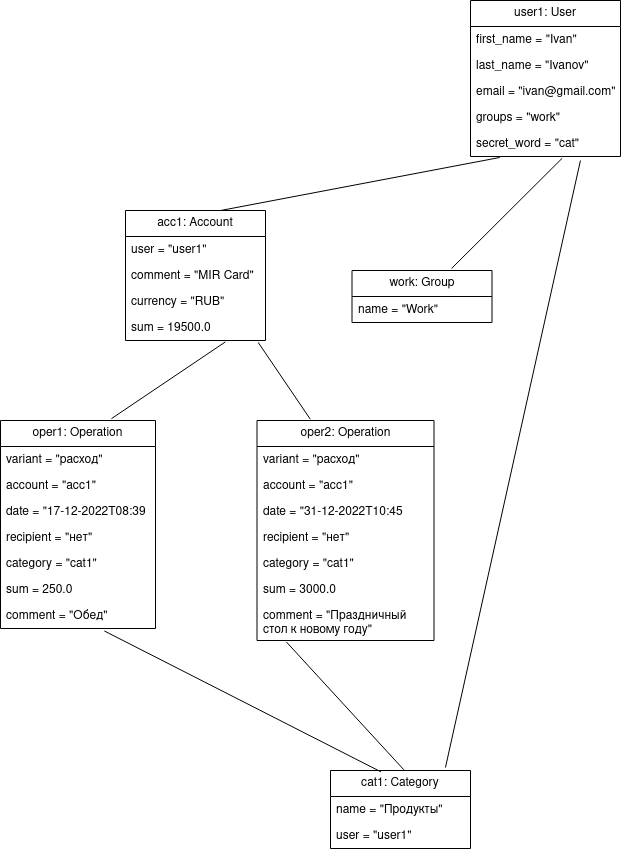 user1: User
first_name = "Ivan"
last_name = "Ivanov"
email = "ivan@gmail.com"
groups = "work"
secret_word = "cat"
acc1: Account
user = "user1"
comment = "MIR Card"
currency = "RUB"
sum = 19500.0
work: Group
name = "Work"
oper1: Operation
variant = "расход"
account = "acc1"
date = "17-12-2022T08:39
recipient = "нет"
category = "cat1"
sum = 250.0
comment = "Обед"
oper2: Operation
variant = "расход"
account = "acc1"
date = "31-12-2022T10:45
recipient = "нет"
category = "cat1"
sum = 3000.0
comment = "Праздничный
стол к новому году"
cat1: Category
name = "Продукты"
user = "user1"